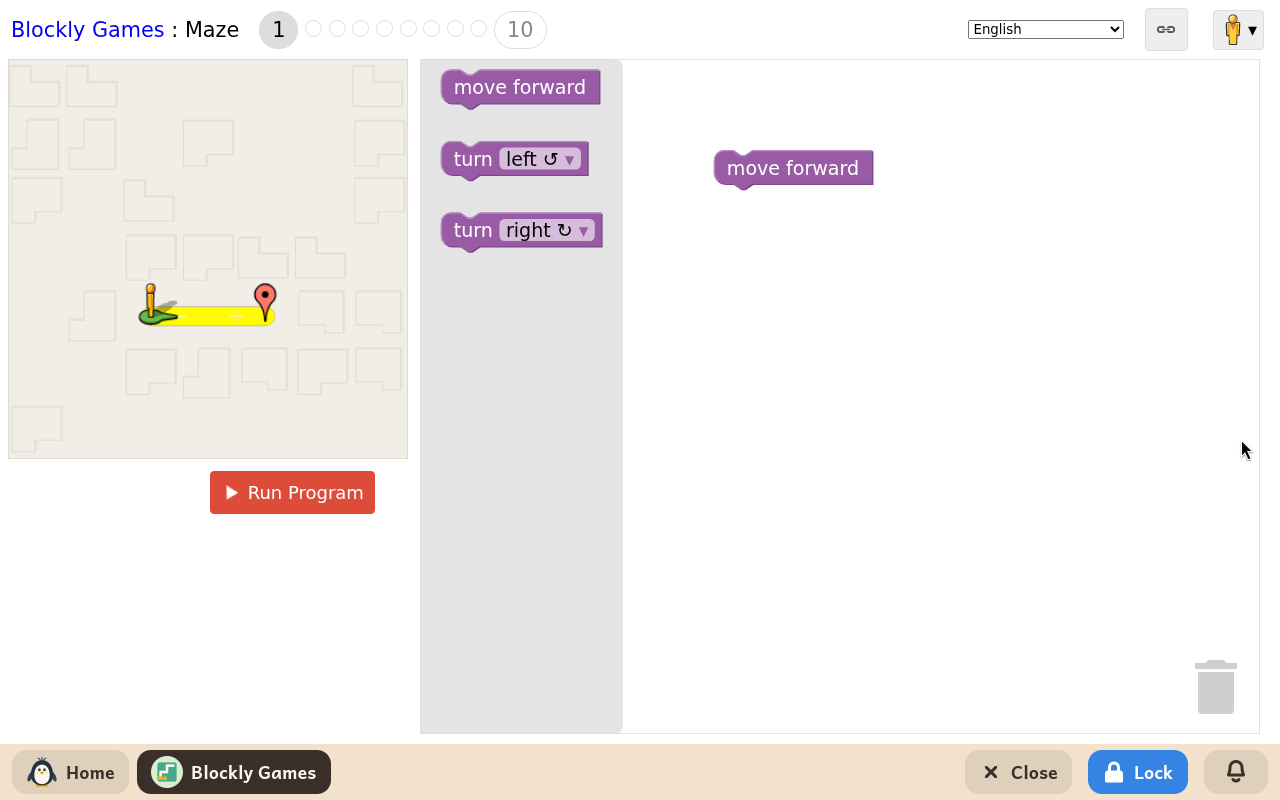 Blockly Games : Maze 1 10 English
move forward
turn left ↺ ▾
turn right ↻ ▾
move forward
Run Program
Home Blockly Games Close Lock